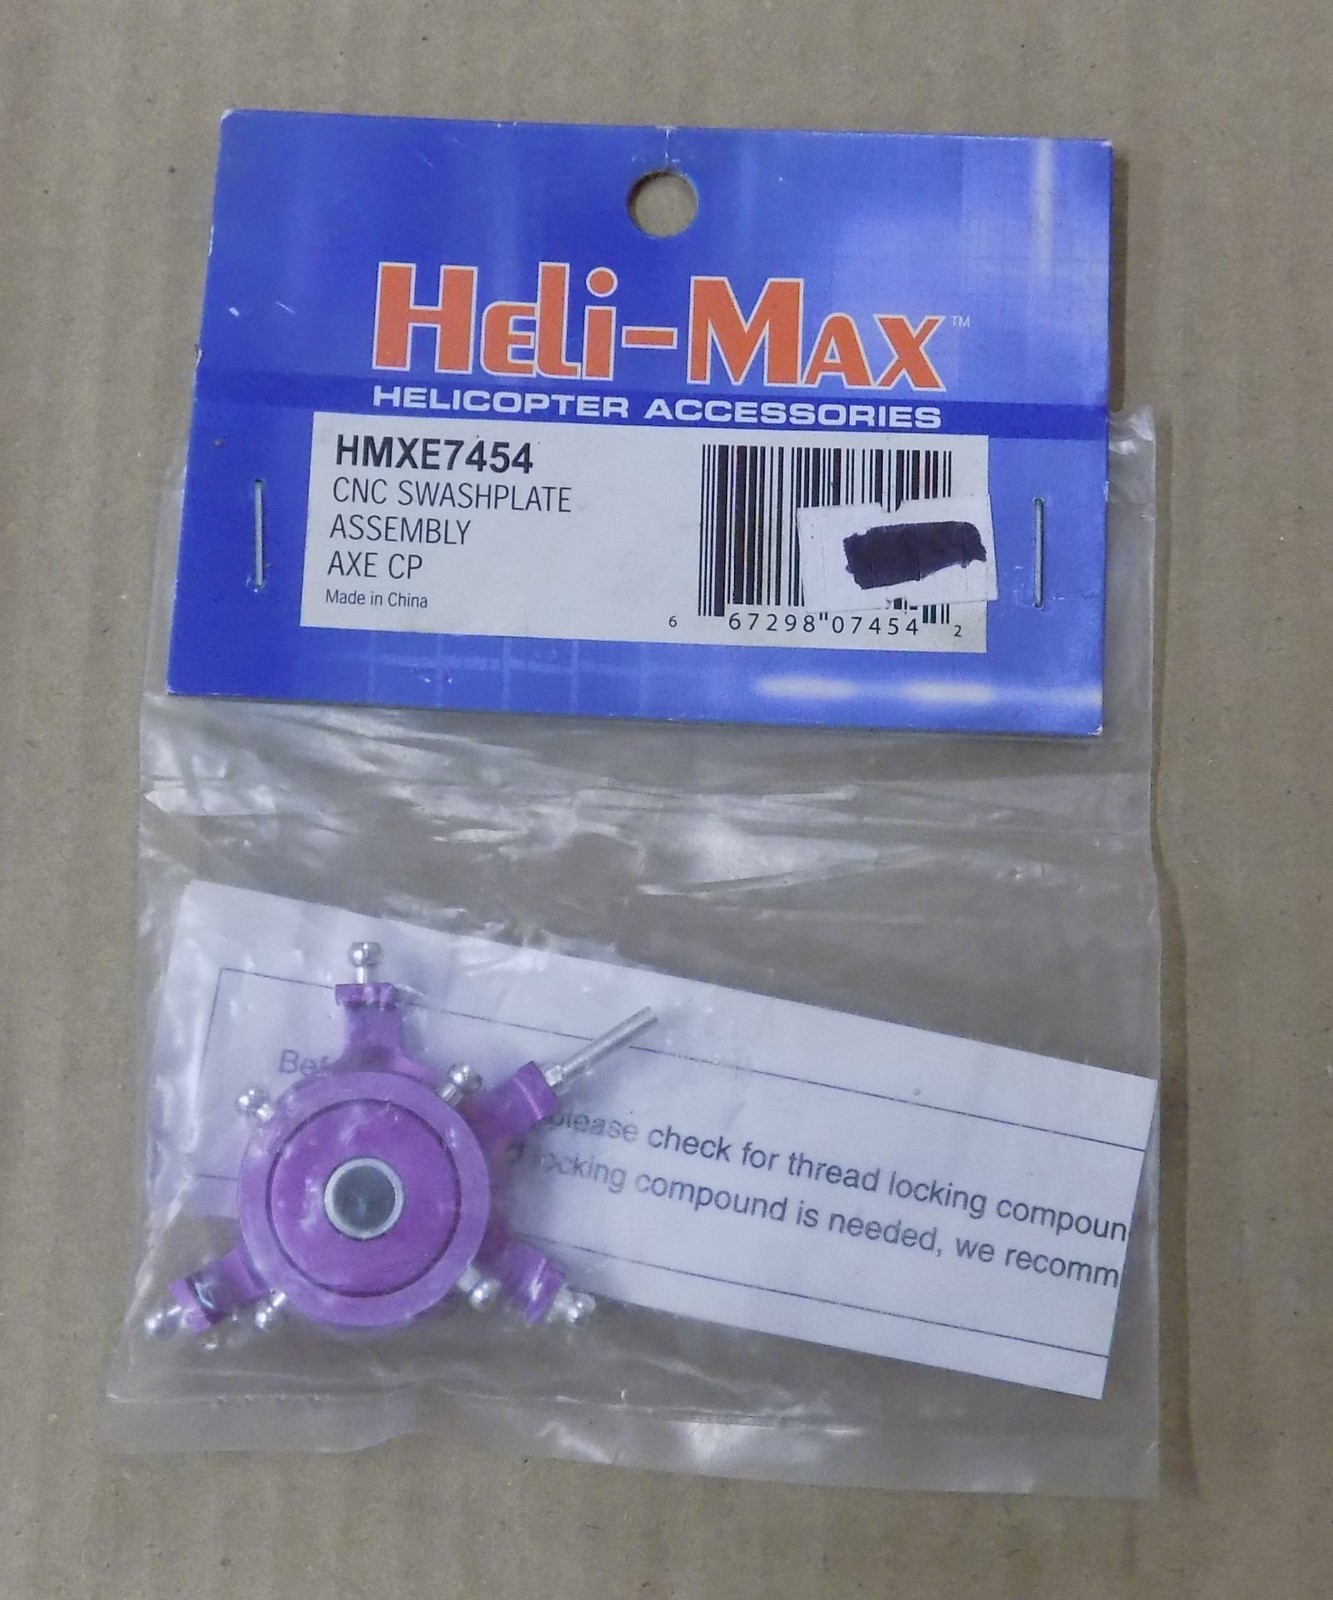 Heli-Max™
HELICOPTER ACCESSORIES
HMXE7454
CNC SWASHPLATE
ASSEMBLY
AXE CP
Made in China
6 67298 07454 2
please check for thread locking compoun
locking compound is needed, we recomm